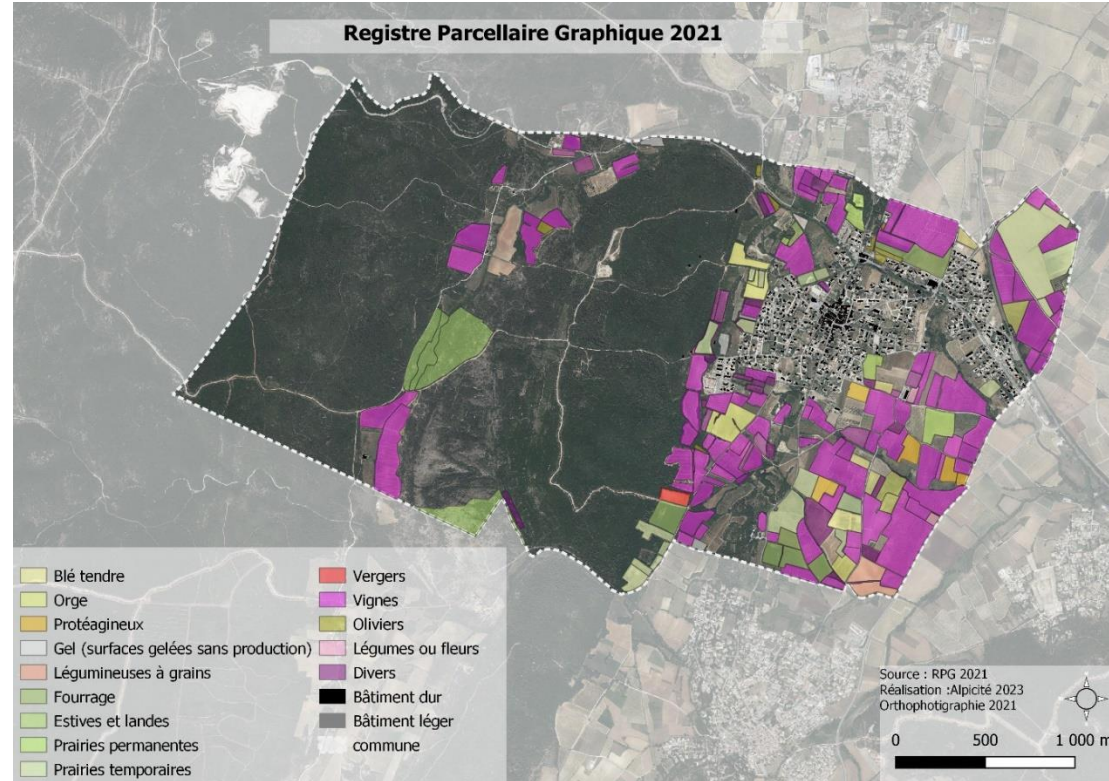 Registre Parcellaire Graphique 2021
Blé tendre
Orge
Protéagineux
Gel (surfaces gelées sans production)
Légumineuses à grains
Fourrage
Estives et landes
Prairies permanentes
Prairies temporaires
Vergers
Vignes
Oliviers
Légumes ou fleurs
Divers
Bâtiment dur
Bâtiment léger
commune
Source : RPG 2021
Réalisation :Alpicité 2023
Orthophotigraphie 2021
0 500 1 000 m